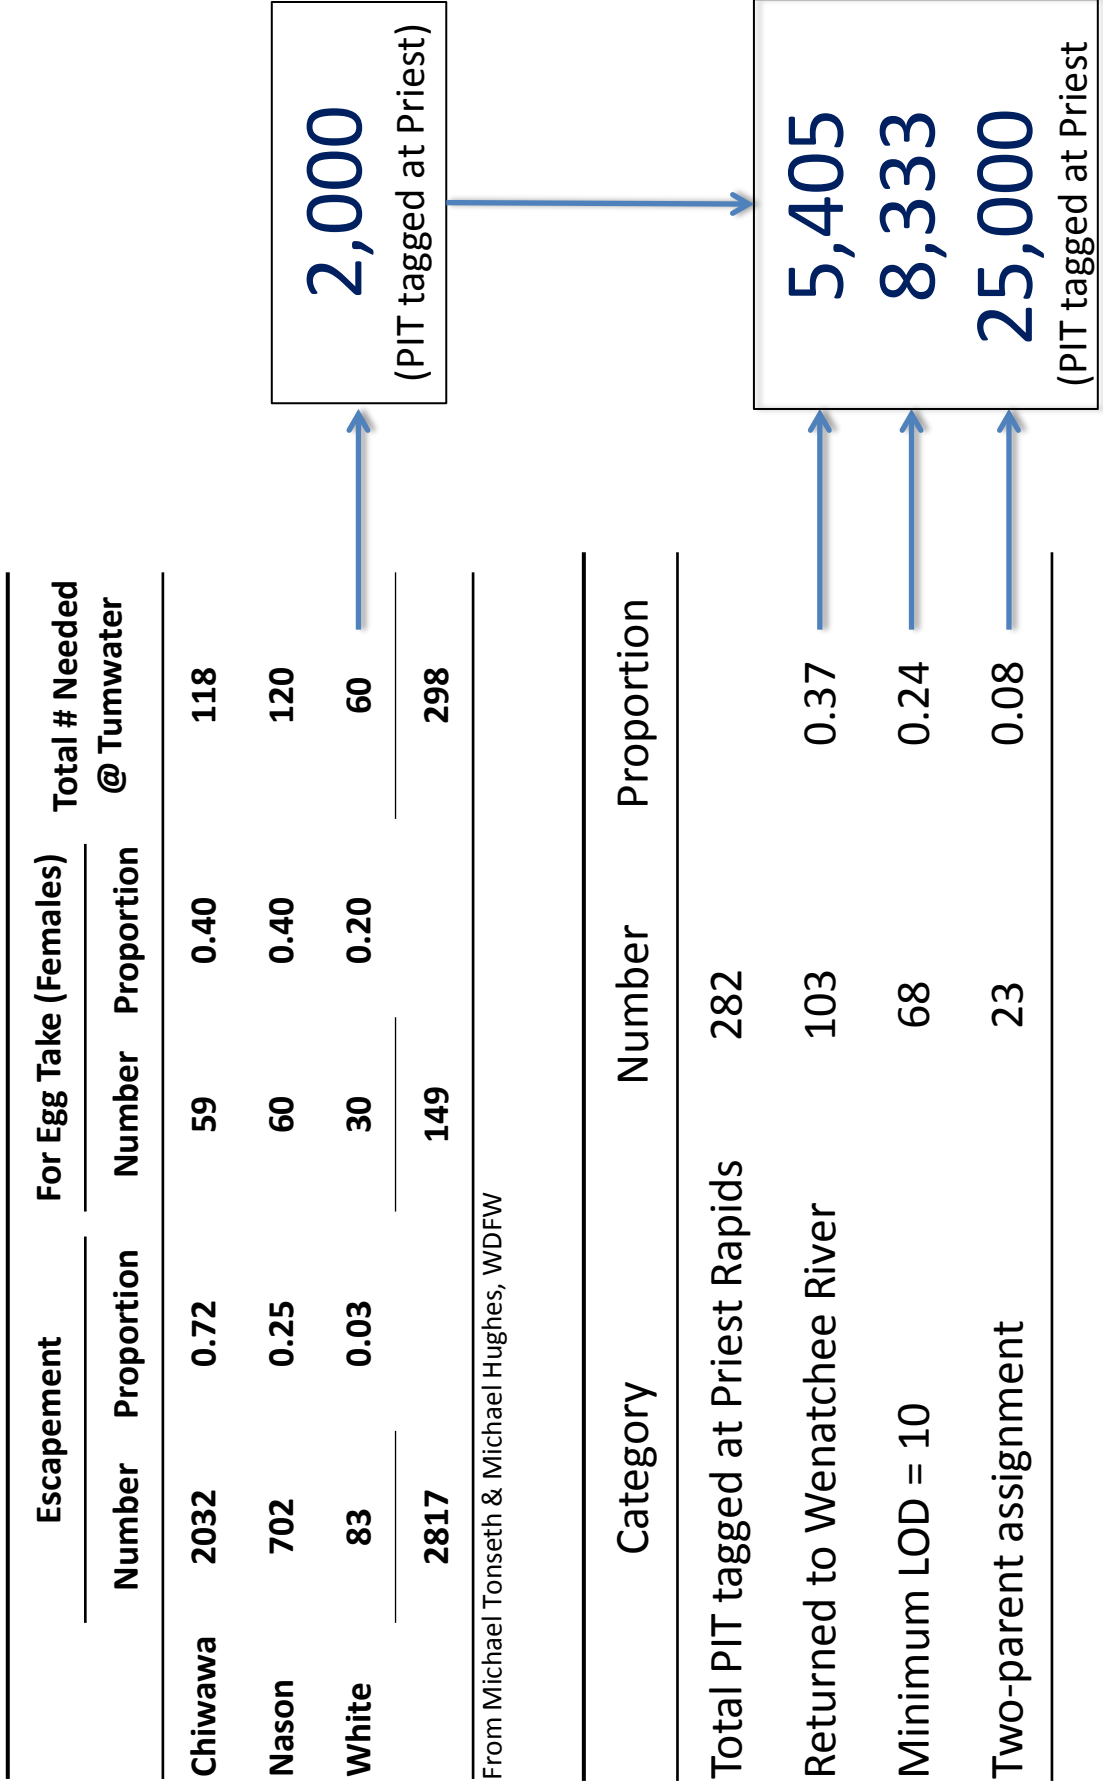 Escapement For Egg Take (Females) Total # Needed
Number Proportion Number Proportion @ Tumwater
Chiwawa 2032 0.72 59 0.40 118
Nason 702 0.25 60 0.40 120
White 83 0.03 30 0.20 60
2817 149 298
From Michael Tonseth & Michael Hughes, WDFW
2,000
(PIT tagged at Priest)
Category Number Proportion
Total PIT tagged at Priest Rapids 282
Returned to Wenatchee River 103 0.37
Minimum LOD = 10 68 0.24
Two-parent assignment 23 0.08
5,405
8,333
25,000
(PIT tagged at Priest